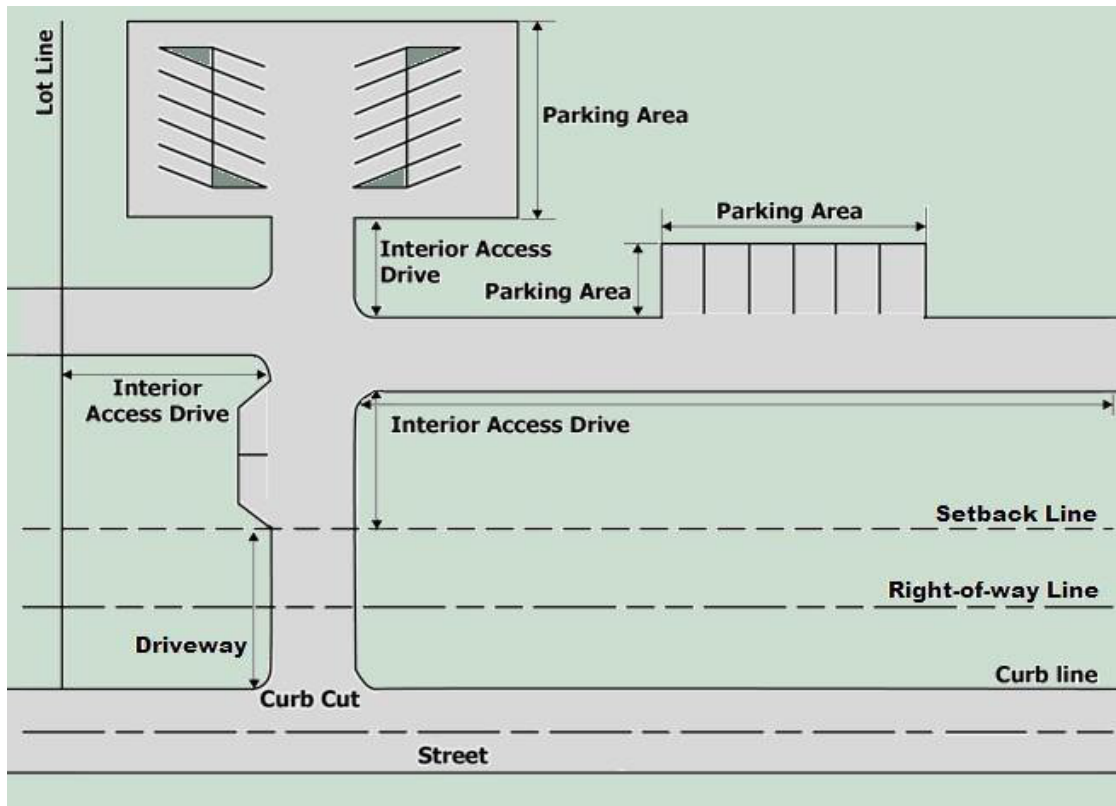 Lot Line
Parking Area
Parking Area
Interior Access
Drive
Parking Area
Interior
Access Drive
Interior Access Drive
Setback Line
Right-of-way Line
Driveway
Curb line
Curb Cut
Street